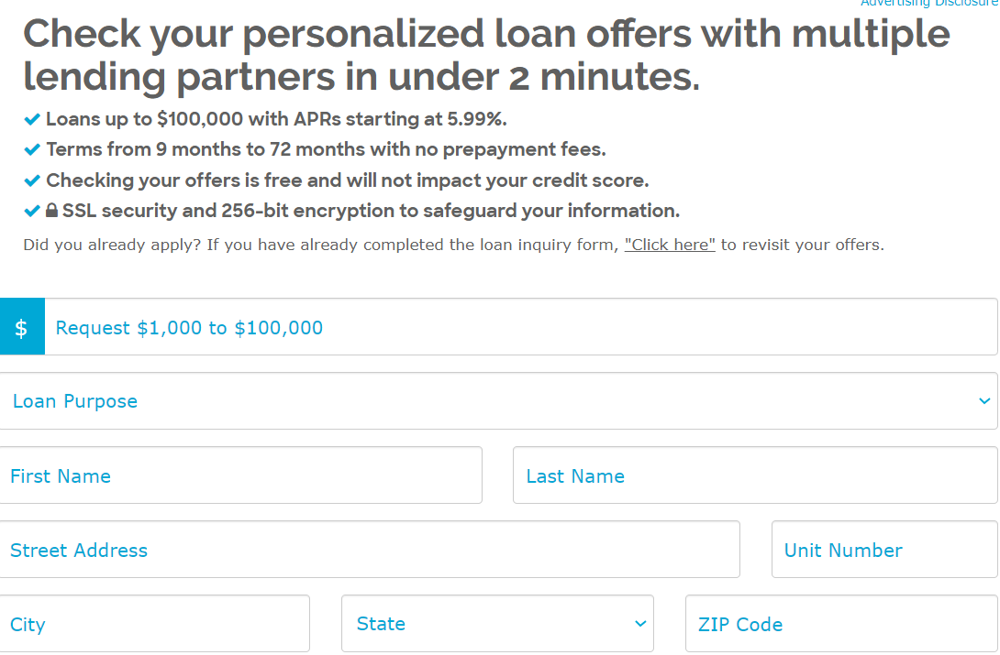 Advertising Disclosure
Check your personalized loan offers with multiple
lending partners in under 2 minutes.
Loans up to $100,000 with APRs starting at 5.99%.
Terms from 9 months to 72 months with no prepayment fees.
Checking your offers is free and will not impact your credit score.
SSL security and 256-bit encryption to safeguard your information.
Did you already apply? If you have already completed the loan inquiry form, "Click here" to revisit your offers.
$ Request $1,000 to $100,000
Loan Purpose
First Name Last Name
Street Address Unit Number
City State ZIP Code